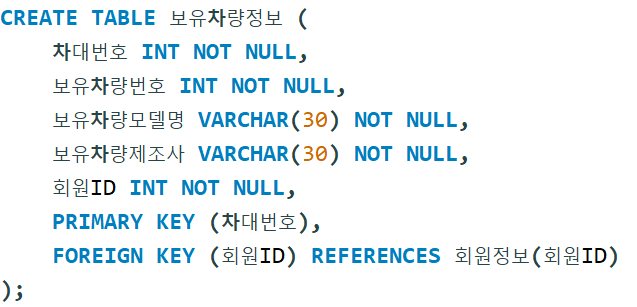 CREATE TABLE 보유차량정보 (
차대번호 INT NOT NULL,
보유차량번호 INT NOT NULL,
보유차량모델명 VARCHAR(30) NOT NULL,
보유차량제조사 VARCHAR(30) NOT NULL,
회원ID INT NOT NULL,
PRIMARY KEY (차대번호),
FOREIGN KEY (회원ID) REFERENCES 회원정보(회원ID)
);